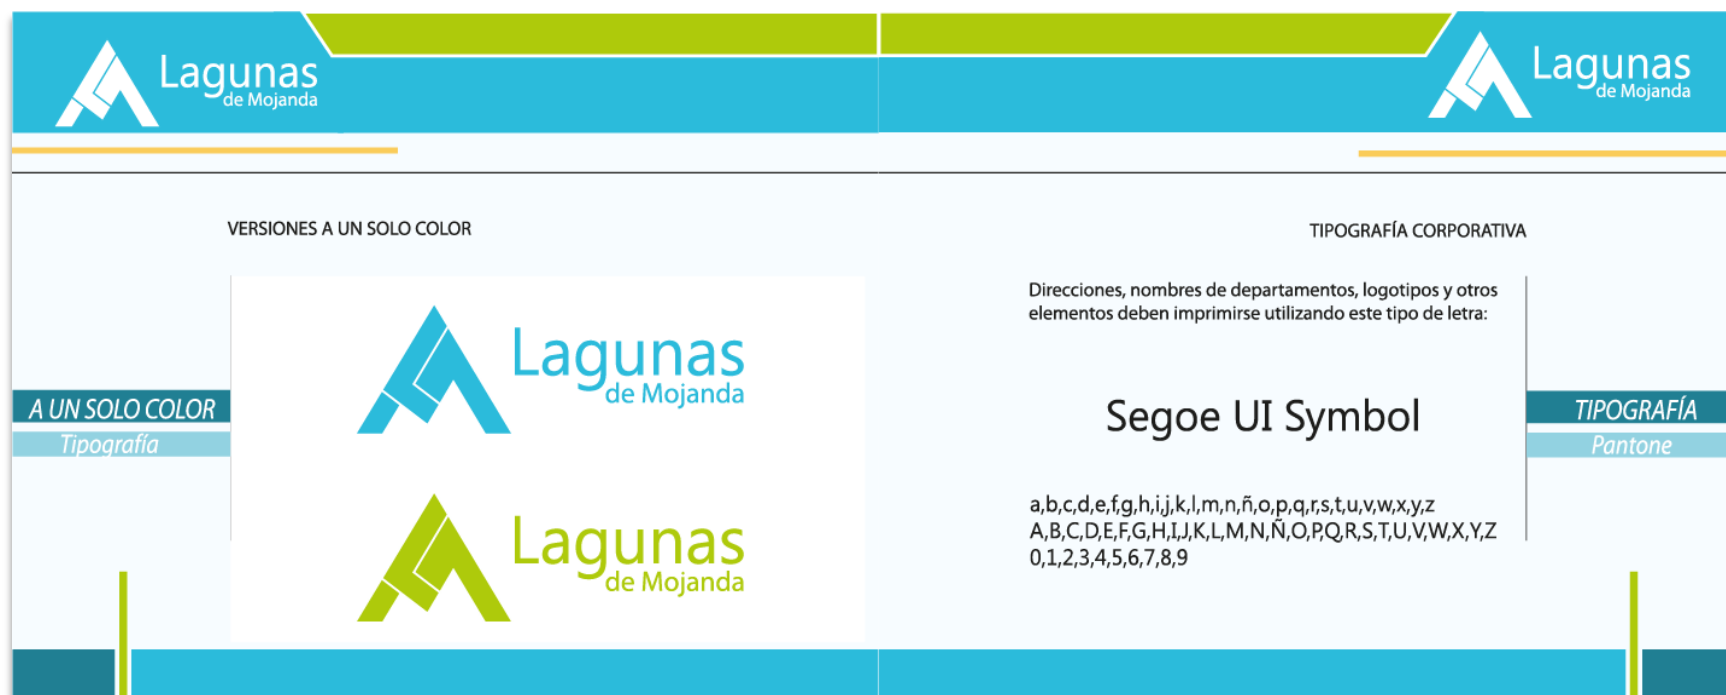 Lagunas
de Mojanda
VERSIONES A UN SOLO COLOR
Lagunas
de Mojanda
A UN SOLO COLOR
Tipografía
Lagunas
de Mojanda
Lagunas
de Mojanda
TIPOGRAFÍA CORPORATIVA
Direcciones, nombres de departamentos, logotipos y otros
elementos deben imprimirse utilizando este tipo de letra:
Segoe UI Symbol
TIPOGRAFÍA
Pantone
a,b,c,d,e,f,g,h,i,j,k,l,m,n,ñ,o,p,q,r,s,t,u,v,w,x,y,z
A,B,C,D,E,F,G,H,I,J,K,L,M,N,Ñ,O,P,Q,R,S,T,U,V,W,X,Y,Z
0,1,2,3,4,5,6,7,8,9